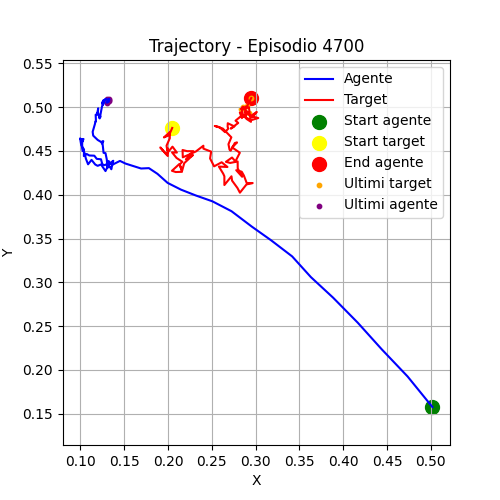 Trajectory - Episodio 4700
Agente
Target
Start agente
Start target
End agente
Ultimi target
Ultimi agente
Y
0.55
0.50
0.45
0.40
0.35
0.30
0.25
0.20
0.15
0.10 0.15 0.20 0.25 0.30 0.35 0.40 0.45 0.50
X